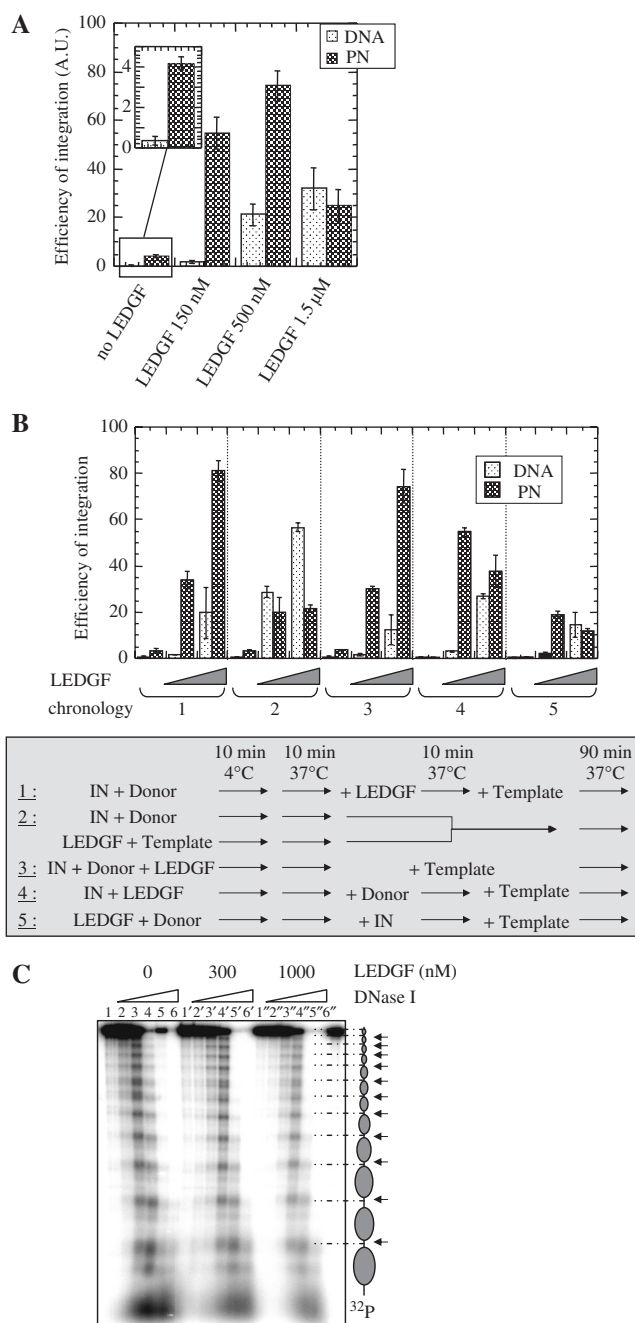 A
Efficiency of integration (A.U.)
100
80
60
40
20
0
4
2
0
DNA
PN
no LEDGF
LEDGF 150 nM
LEDGF 500 nM
LEDGF 1.5 µM
B
Efficiency of integration
100
80
60
40
20
0
DNA
PN
LEDGF
chronology 1 2 3 4 5
10 min 10 min 10 min 90 min
4°C 37°C 37°C 37°C
1 : IN + Donor + LEDGF + Template
2 : IN + Donor
LEDGF + Template
3 : IN + Donor + LEDGF + Template
4 : IN + LEDGF + Donor + Template
5 : LEDGF + Donor + IN + Template
C
0 300 1000 LEDGF (nM)
DNase I
1 2 3 4 5 6 1' 2' 3' 4' 5' 6' 1" 2" 3" 4" 5" 6"
³²P